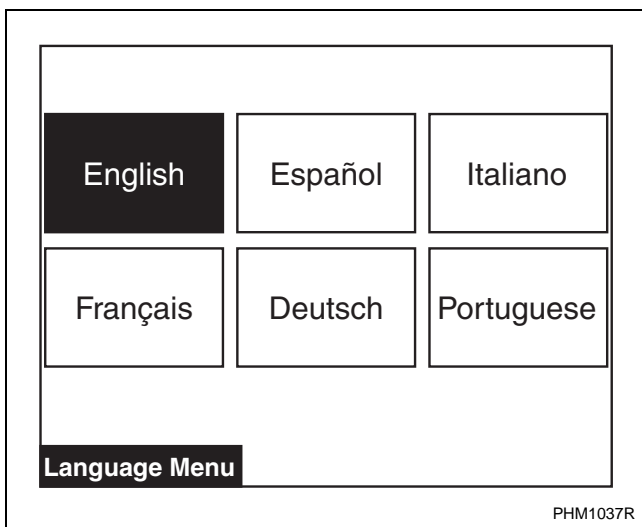 English Español Italiano
Français Deutsch Portuguese
Language Menu
PHM1037R